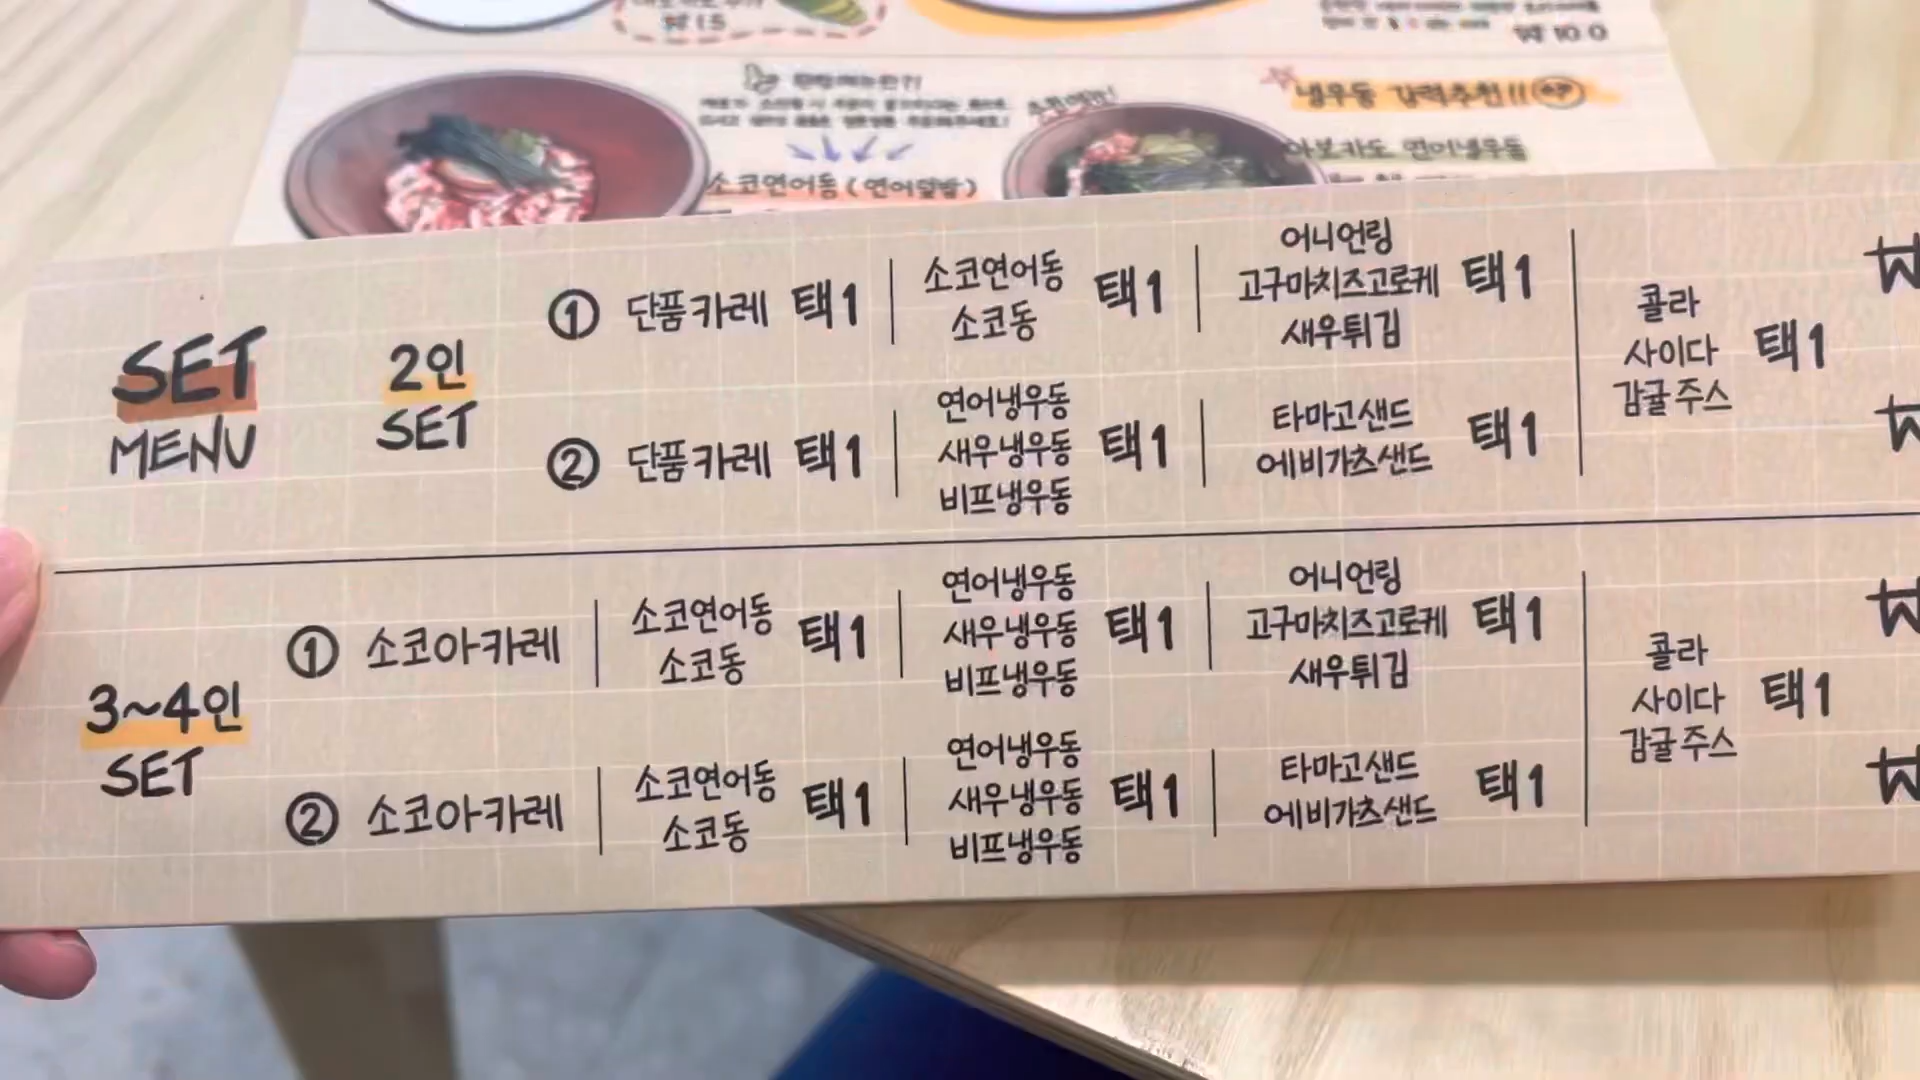 ₩ 15
₩ 10.0
냉우동 강력추천!!
아보카도 연어냉우동
소코연어동 (연어덮밥)
SET
MENU
2인
SET
① 단품카레 택1
소코연어동
소코동
택1
어니언링
고구마치즈고로케
새우튀김
택1
② 단품카레 택1
연어냉우동
새우냉우동
비프냉우동
택1
타마고샌드
에비가츠샌드
택1
콜라
사이다
감귤주스
택1
3~4인
SET
① 소코아카레
소코연어동
소코동
택1
연어냉우동
새우냉우동
비프냉우동
택1
어니언링
고구마치즈고로케
새우튀김
택1
② 소코아카레
소코연어동
소코동
택1
연어냉우동
새우냉우동
비프냉우동
택1
타마고샌드
에비가츠샌드
택1
콜라
사이다
감귤주스
택1